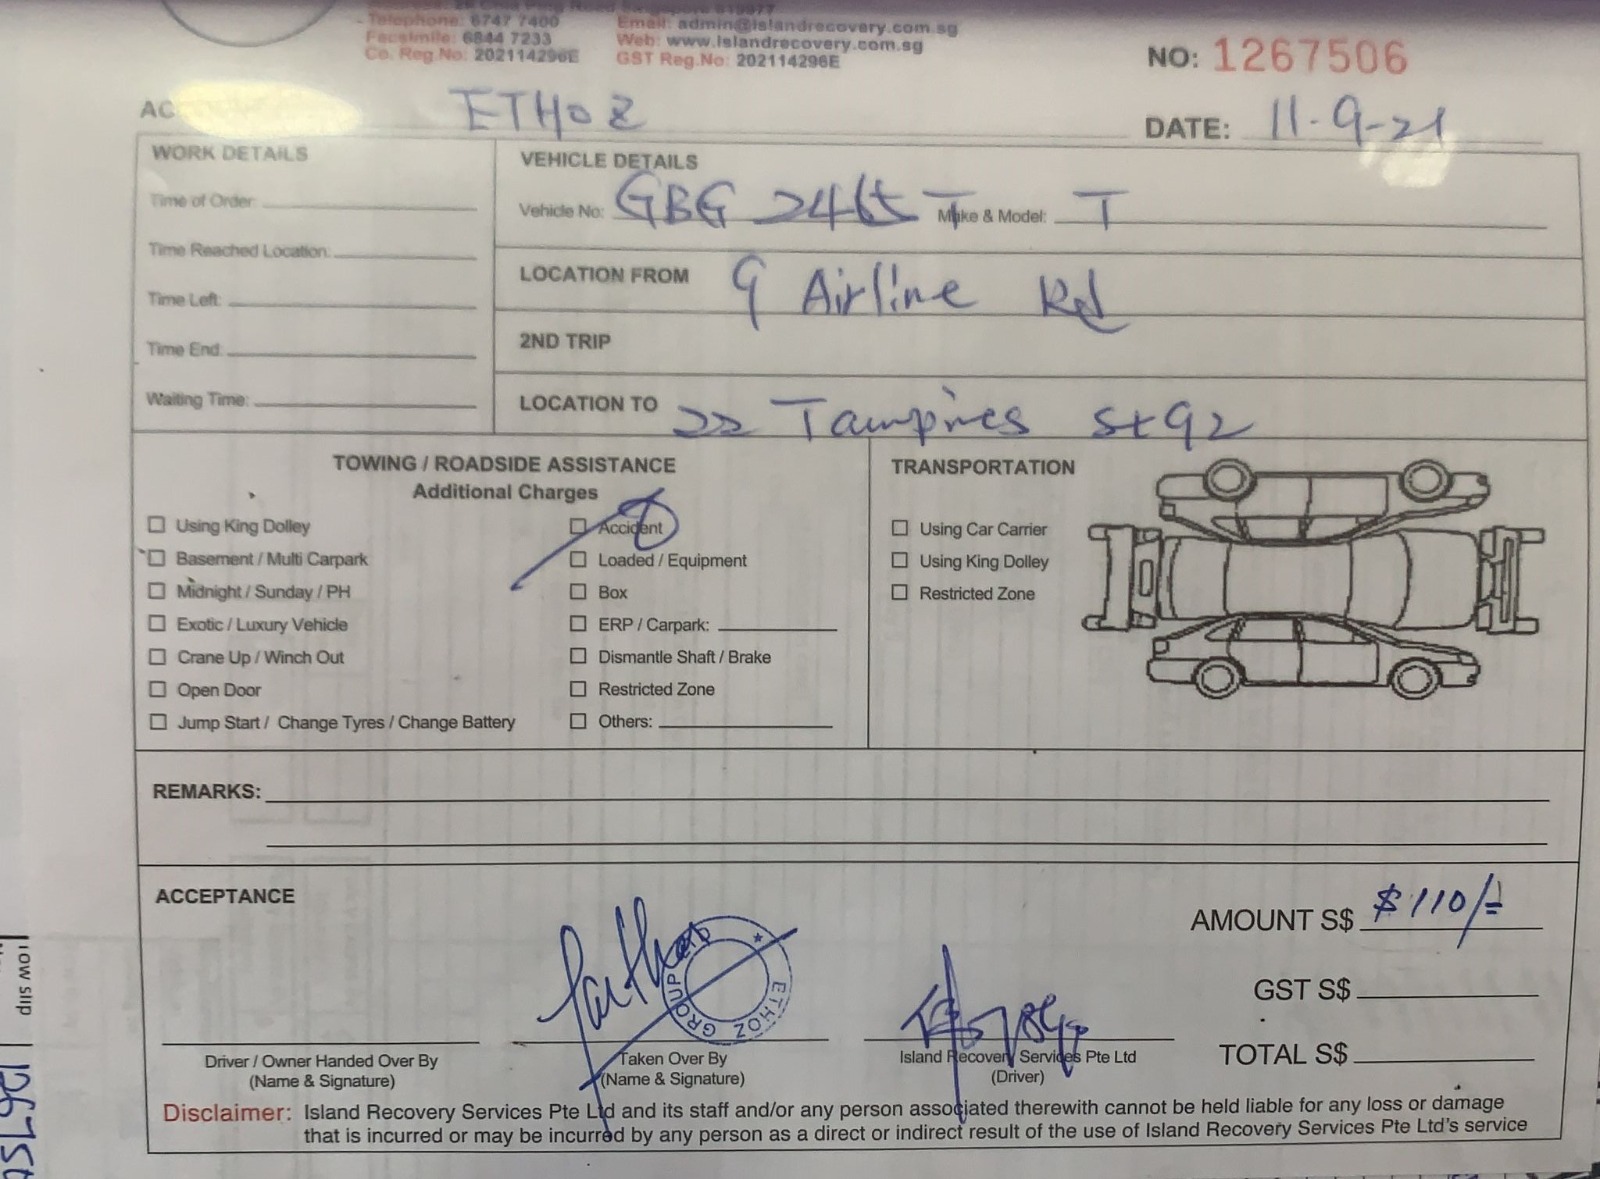 Telephone: 6747 7400 Email: admin@islandrecovery.com.sg
Facsimile: 6844 7233 Web: www.islandrecovery.com.sg
Co. Reg.No: 202114296E GST Reg.No: 202114296E
NO: 1267506
AC ETHOZ DATE: 11-9-21
WORK DETAILS
Time of Order:
Time Reached Location:
Time Left:
Time End:
Waiting Time:
VEHICLE DETAILS
Vehicle No: GBG 2465 T Make & Model: T
LOCATION FROM 9 Airline Rd
2ND TRIP
LOCATION TO 22 Tampines St 92
TOWING / ROADSIDE ASSISTANCE
Additional Charges
Using King Dolley
Basement / Multi Carpark
Midnight / Sunday / PH
Exotic / Luxury Vehicle
Crane Up / Winch Out
Open Door
Jump Start / Change Tyres / Change Battery
Accident
Loaded / Equipment
Box
ERP / Carpark:
Dismantle Shaft / Brake
Restricted Zone
Others:
TRANSPORTATION
Using Car Carrier
Using King Dolley
Restricted Zone
REMARKS:
ACCEPTANCE
AMOUNT S$ $110/-
GST S$
TOTAL S$
ETHOZ GROUP LTD
Driver / Owner Handed Over By
(Name & Signature)
Taken Over By
(Name & Signature)
Island Recovery Services Pte Ltd
(Driver)
Disclaimer: Island Recovery Services Pte Ltd and its staff and/or any person associated therewith cannot be held liable for any loss or damage
that is incurred or may be incurred by any person as a direct or indirect result of the use of Island Recovery Services Pte Ltd's service